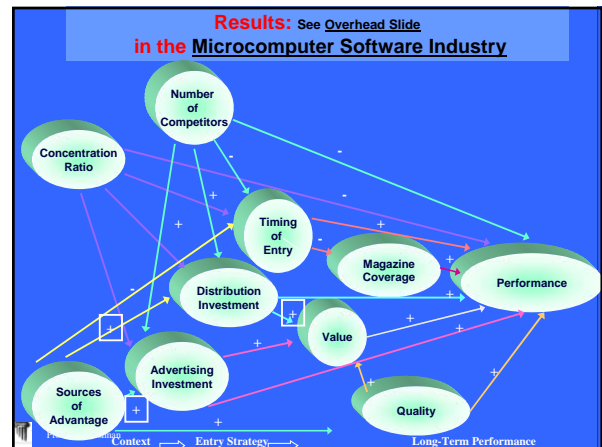 Results: See Overhead Slide
in the Microcomputer Software Industry
Number
of
Competitors
-
-
Concentration
Ratio
-
+
+
+
Timing
of
Entry
-
Magazine
Coverage
+
+
Performance
-
Distribution
Investment
+
+
Value
+
+
+
Advertising
Investment
+
+
+
Quality
+
Sources
of
Advantage
+
+
Context
Entry Strategy
Long-Term Performance